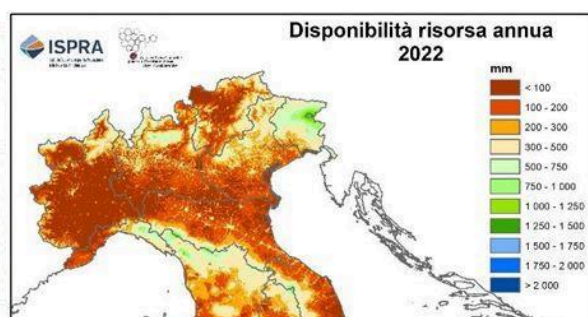 ISPRA
Disponibilità risorsa annua
2022
mm
< 100
100 - 200
200 - 300
300 - 500
500 - 750
750 - 1 000
1 000 - 1 250
1 250 - 1 500
1 500 - 1 750
1 750 - 2 000
> 2 000